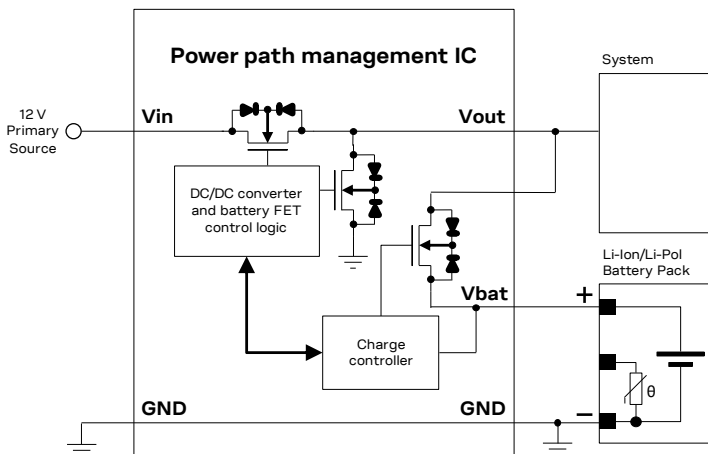 Power path management IC
System
12 V
Primary
Source
Vin
Vout
DC/DC converter
and battery FET
control logic
Li-Ion/Li-Pol
Battery Pack
Vbat
+
Charge
controller
θ
GND
GND
−